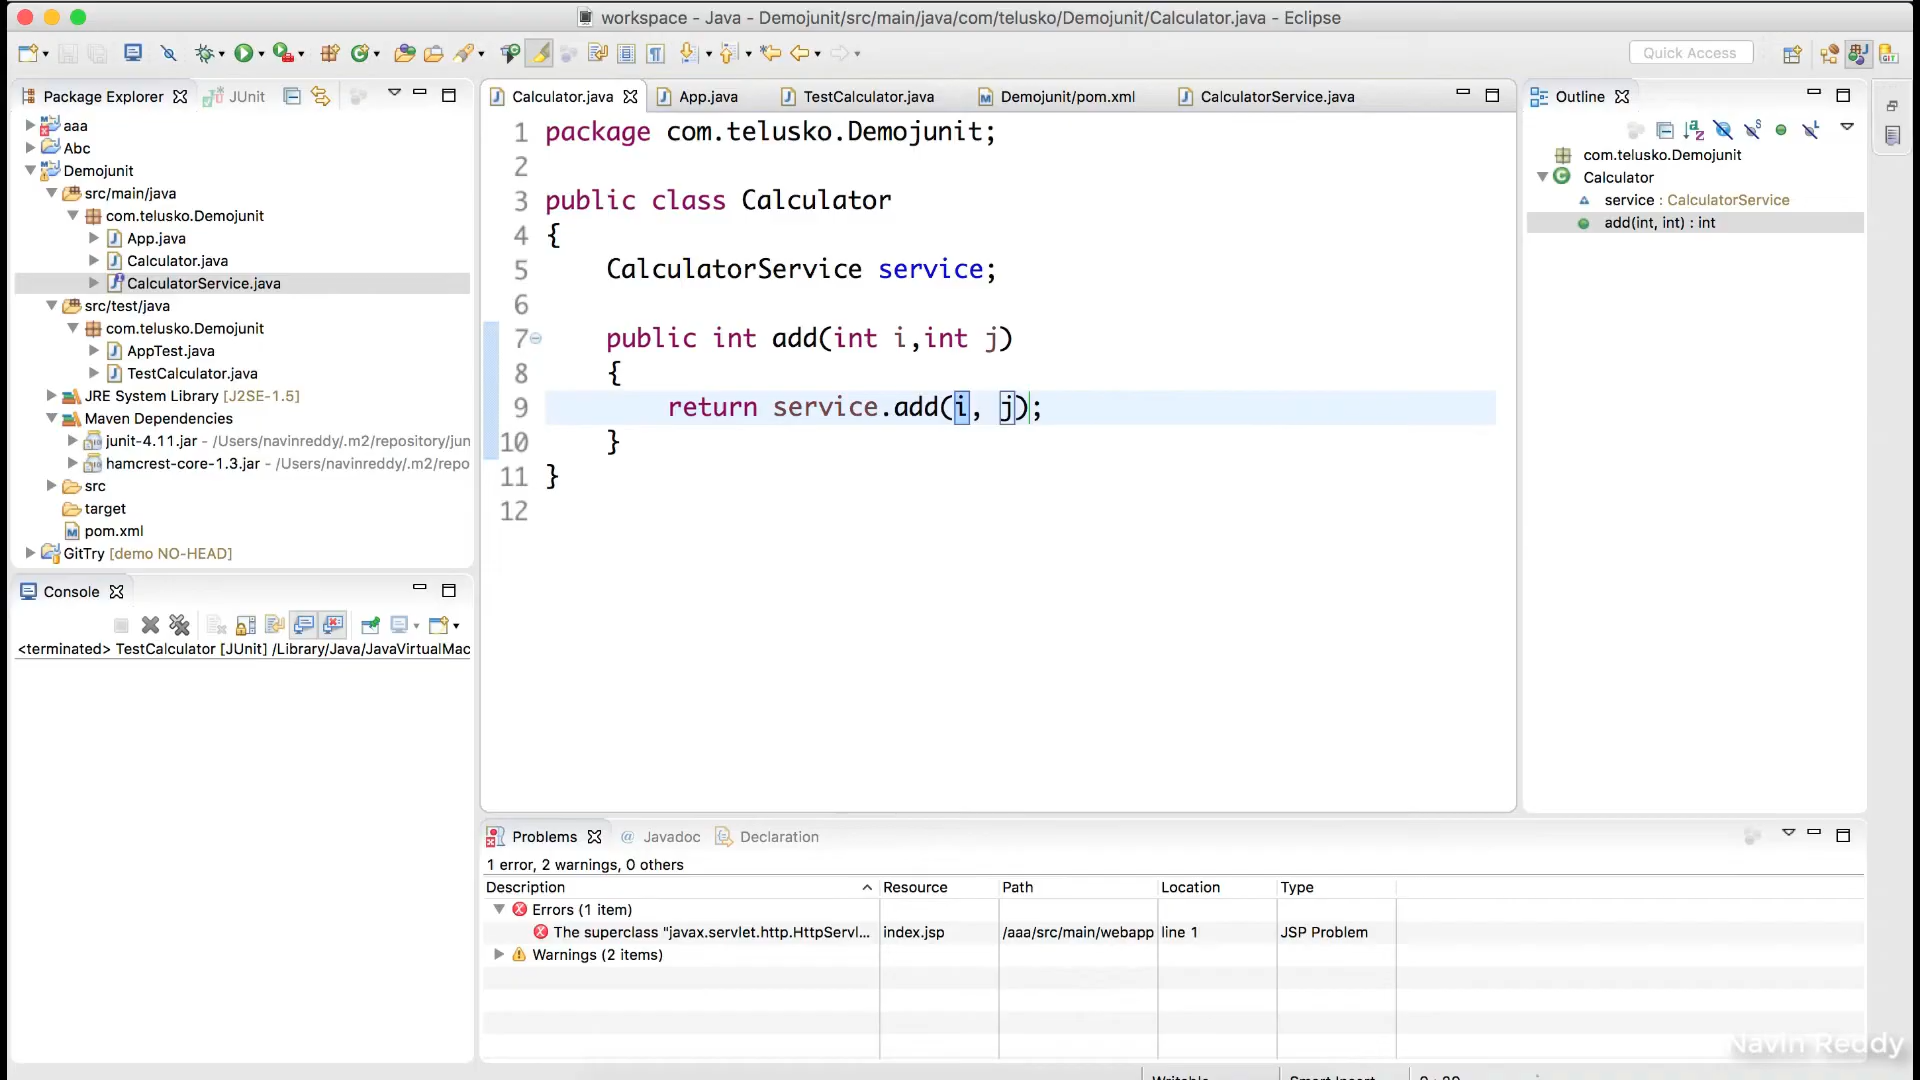 workspace - Java - Demojunit/src/main/java/com/telusko/Demojunit/Calculator.java - Eclipse
Quick Access
Package Explorer
JUnit
aaa
Abc
Demojunit
src/main/java
com.telusko.Demojunit
App.java
Calculator.java
CalculatorService.java
src/test/java
com.telusko.Demojunit
AppTest.java
TestCalculator.java
JRE System Library [J2SE-1.5]
Maven Dependencies
junit-4.11.jar - /Users/navinreddy/.m2/repository/jun
hamcrest-core-1.3.jar - /Users/navinreddy/.m2/repo
src
target
pom.xml
GitTry [demo NO-HEAD]
Console
<terminated> TestCalculator [JUnit] /Library/Java/JavaVirtualMac
Calculator.java
App.java
TestCalculator.java
Demojunit/pom.xml
CalculatorService.java
1 package com.telusko.Demojunit;
2
3 public class Calculator
4 {
5 CalculatorService service;
6
7 public int add(int i,int j)
8 {
9 return service.add(i, j);
10 }
11 }
12
Outline
com.telusko.Demojunit
Calculator
service : CalculatorService
add(int, int) : int
Problems
@ Javadoc
Declaration
1 error, 2 warnings, 0 others
Description Resource Path Location Type
Errors (1 item)
The superclass "javax.servlet.http.HttpServl... index.jsp /aaa/src/main/webapp line 1 JSP Problem
Warnings (2 items)
Navin Reddy